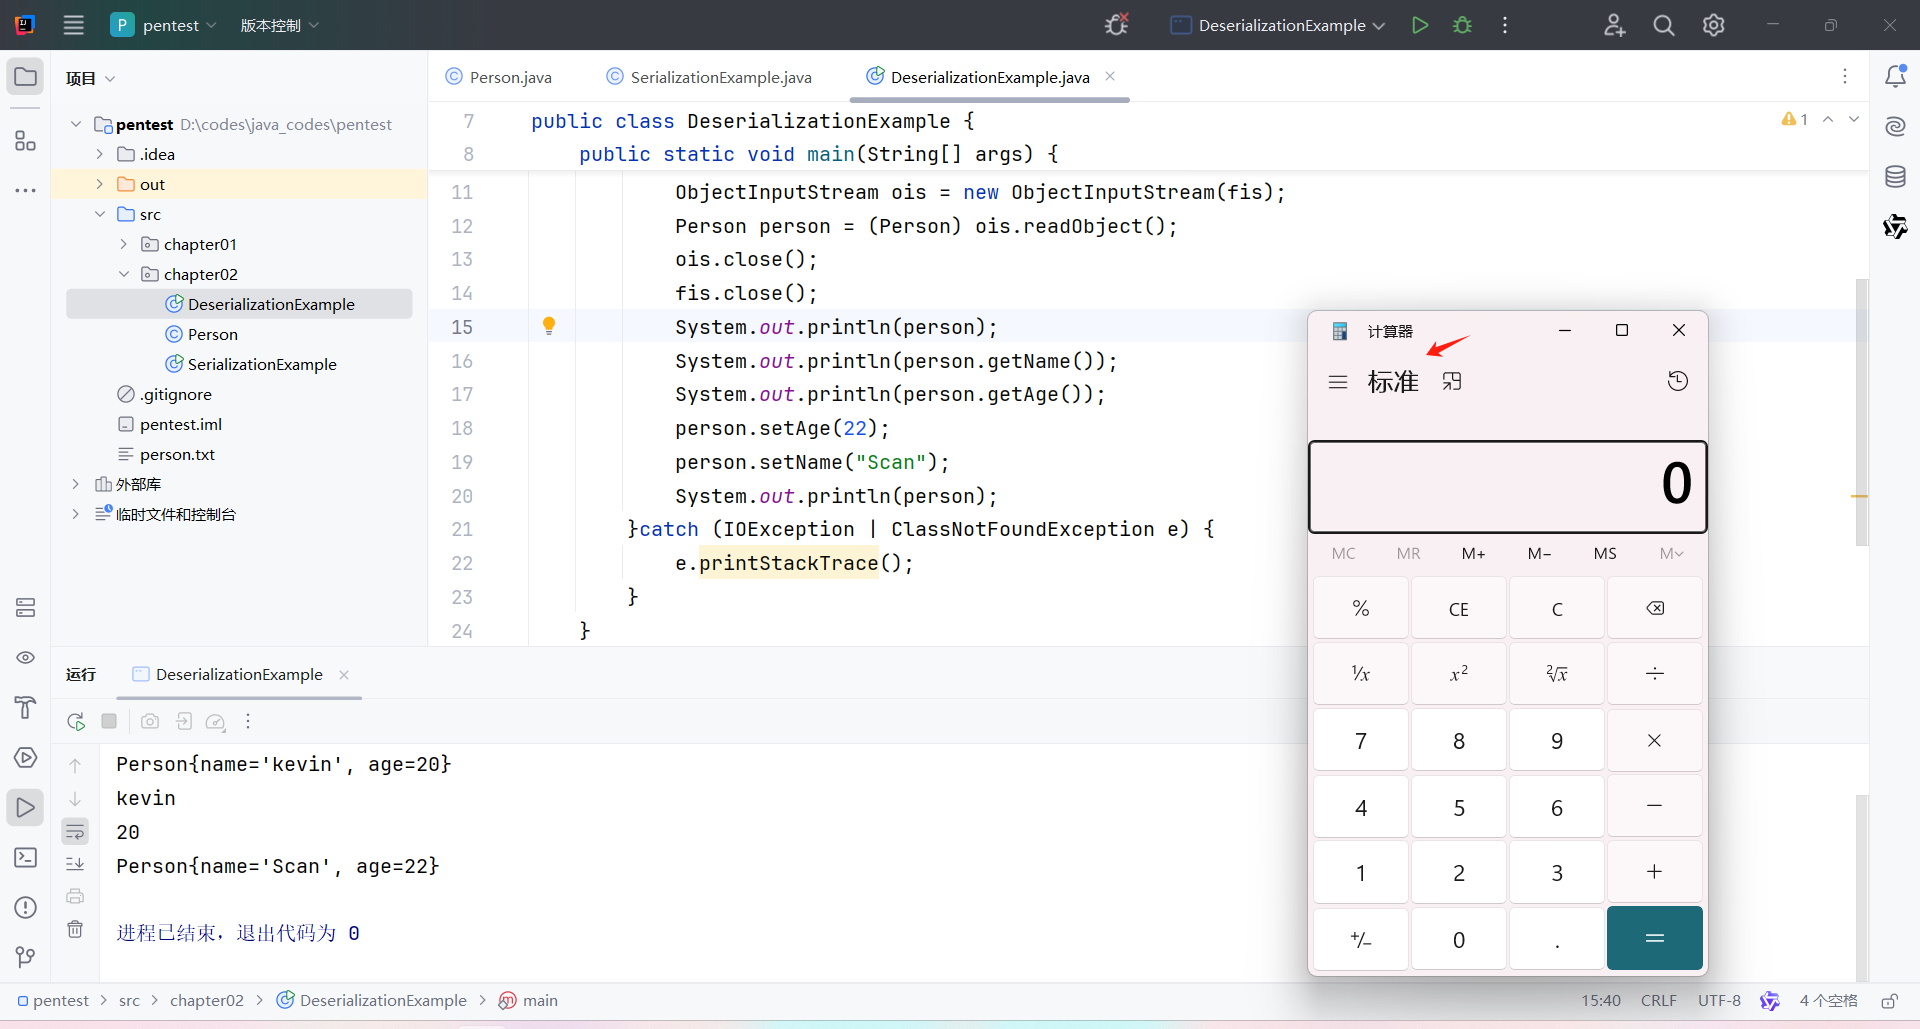 P pentest 版本控制 DeserializationExample
项目
pentest D:\codes\java_codes\pentest
.idea
out
src
chapter01
chapter02
DeserializationExample
Person
SerializationExample
.gitignore
pentest.iml
person.txt
外部库
临时文件和控制台
Person.java SerializationExample.java DeserializationExample.java
7 public class DeserializationExample {
8 public static void main(String[] args) {
11 ObjectInputStream ois = new ObjectInputStream(fis);
12 Person person = (Person) ois.readObject();
13 ois.close();
14 fis.close();
15 System.out.println(person);
16 System.out.println(person.getName());
17 System.out.println(person.getAge());
18 person.setAge(22);
19 person.setName("Scan");
20 System.out.println(person);
21 }catch (IOException | ClassNotFoundException e) {
22 e.printStackTrace();
23 }
24 }
1
计算器
标准
0
MC MR M+ M− MS M
% CE C
¹/x x² ²√x ÷
7 8 9 ×
4 5 6 −
1 2 3 +
+/− 0 . =
运行 DeserializationExample
Person{name='kevin', age=20}
kevin
20
Person{name='Scan', age=22}
进程已结束，退出代码为 0
pentest > src > chapter02 > DeserializationExample > main
15:40 CRLF UTF-8 4 个空格